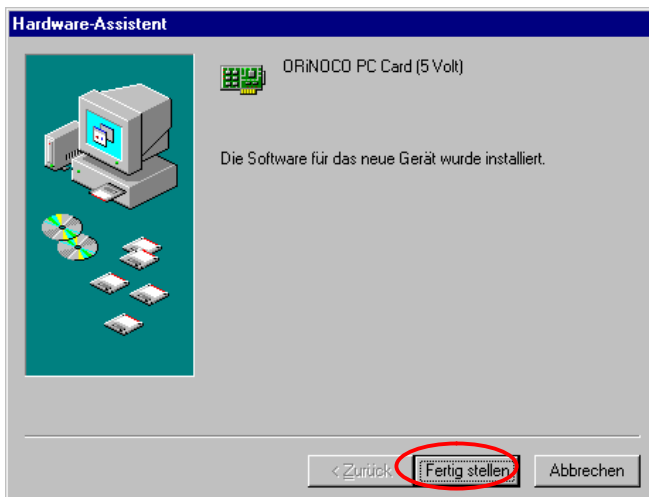 Hardware-Assistent
ORiNOCO PC Card (5 Volt)
Die Software für das neue Gerät wurde installiert.
< Zurück
Fertig stellen
Abbrechen